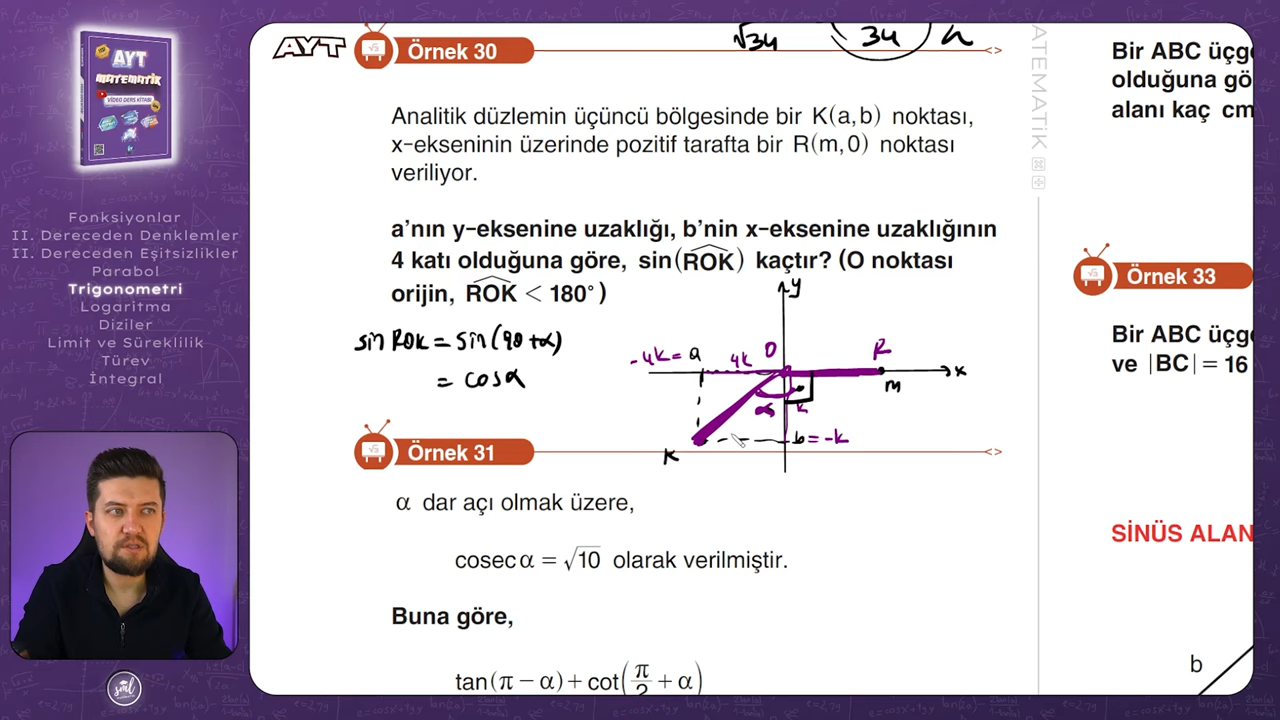 AYT
MATEMATİK
VİDEO DERS KİTABI
Fonksiyonlar
II. Dereceden Denklemler
II. Dereceden Eşitsizlikler
Parabol
Trigonometri
Logaritma
Diziler
Limit ve Süreklilik
Türev
İntegral
sml
√34
34
AYT Örnek 30
Analitik düzlemin üçüncü bölgesinde bir K(a,b) noktası,
x-ekseninin üzerinde pozitif tarafta bir R(m,0) noktası
veriliyor.
a'nın y-eksenine uzaklığı, b'nin x-eksenine uzaklığının
4 katı olduğuna göre, sin(ROK) kaçtır? (O noktası
orijin, ROK < 180°)
sin ROK = sin(90+α)
= cosα
y
-4k = a
4k
O
R
x
m
α
k
b = -k
K
Örnek 31
α dar açı olmak üzere,
cosec α = √10 olarak verilmiştir.
Buna göre,
tan(π − α) + cot(π/2 + α)
ATEMATİK
Bir ABC üçge
olduğuna gö
alanı kaç cm
Örnek 33
Bir ABC üçge
ve |BC| = 16
SİNÜS ALAN
b